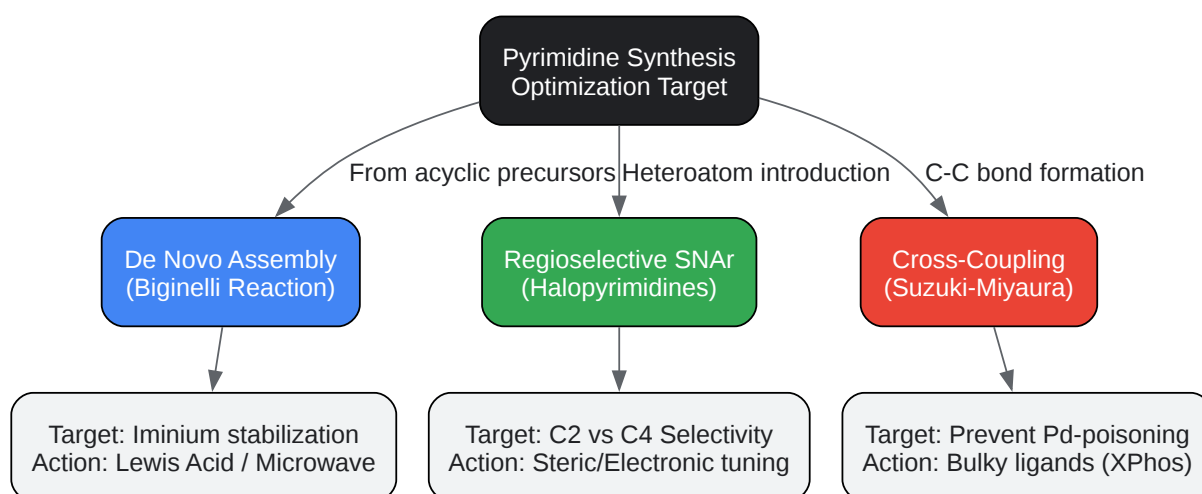 Pyrimidine Synthesis
Optimization Target
From acyclic precursors
Heteroatom introduction
C-C bond formation
De Novo Assembly
(Biginelli Reaction)
Regioselective SNAr
(Halopyrimidines)
Cross-Coupling
(Suzuki-Miyaura)
Target: Iminium stabilization
Action: Lewis Acid / Microwave
Target: C2 vs C4 Selectivity
Action: Steric/Electronic tuning
Target: Prevent Pd-poisoning
Action: Bulky ligands (XPhos)